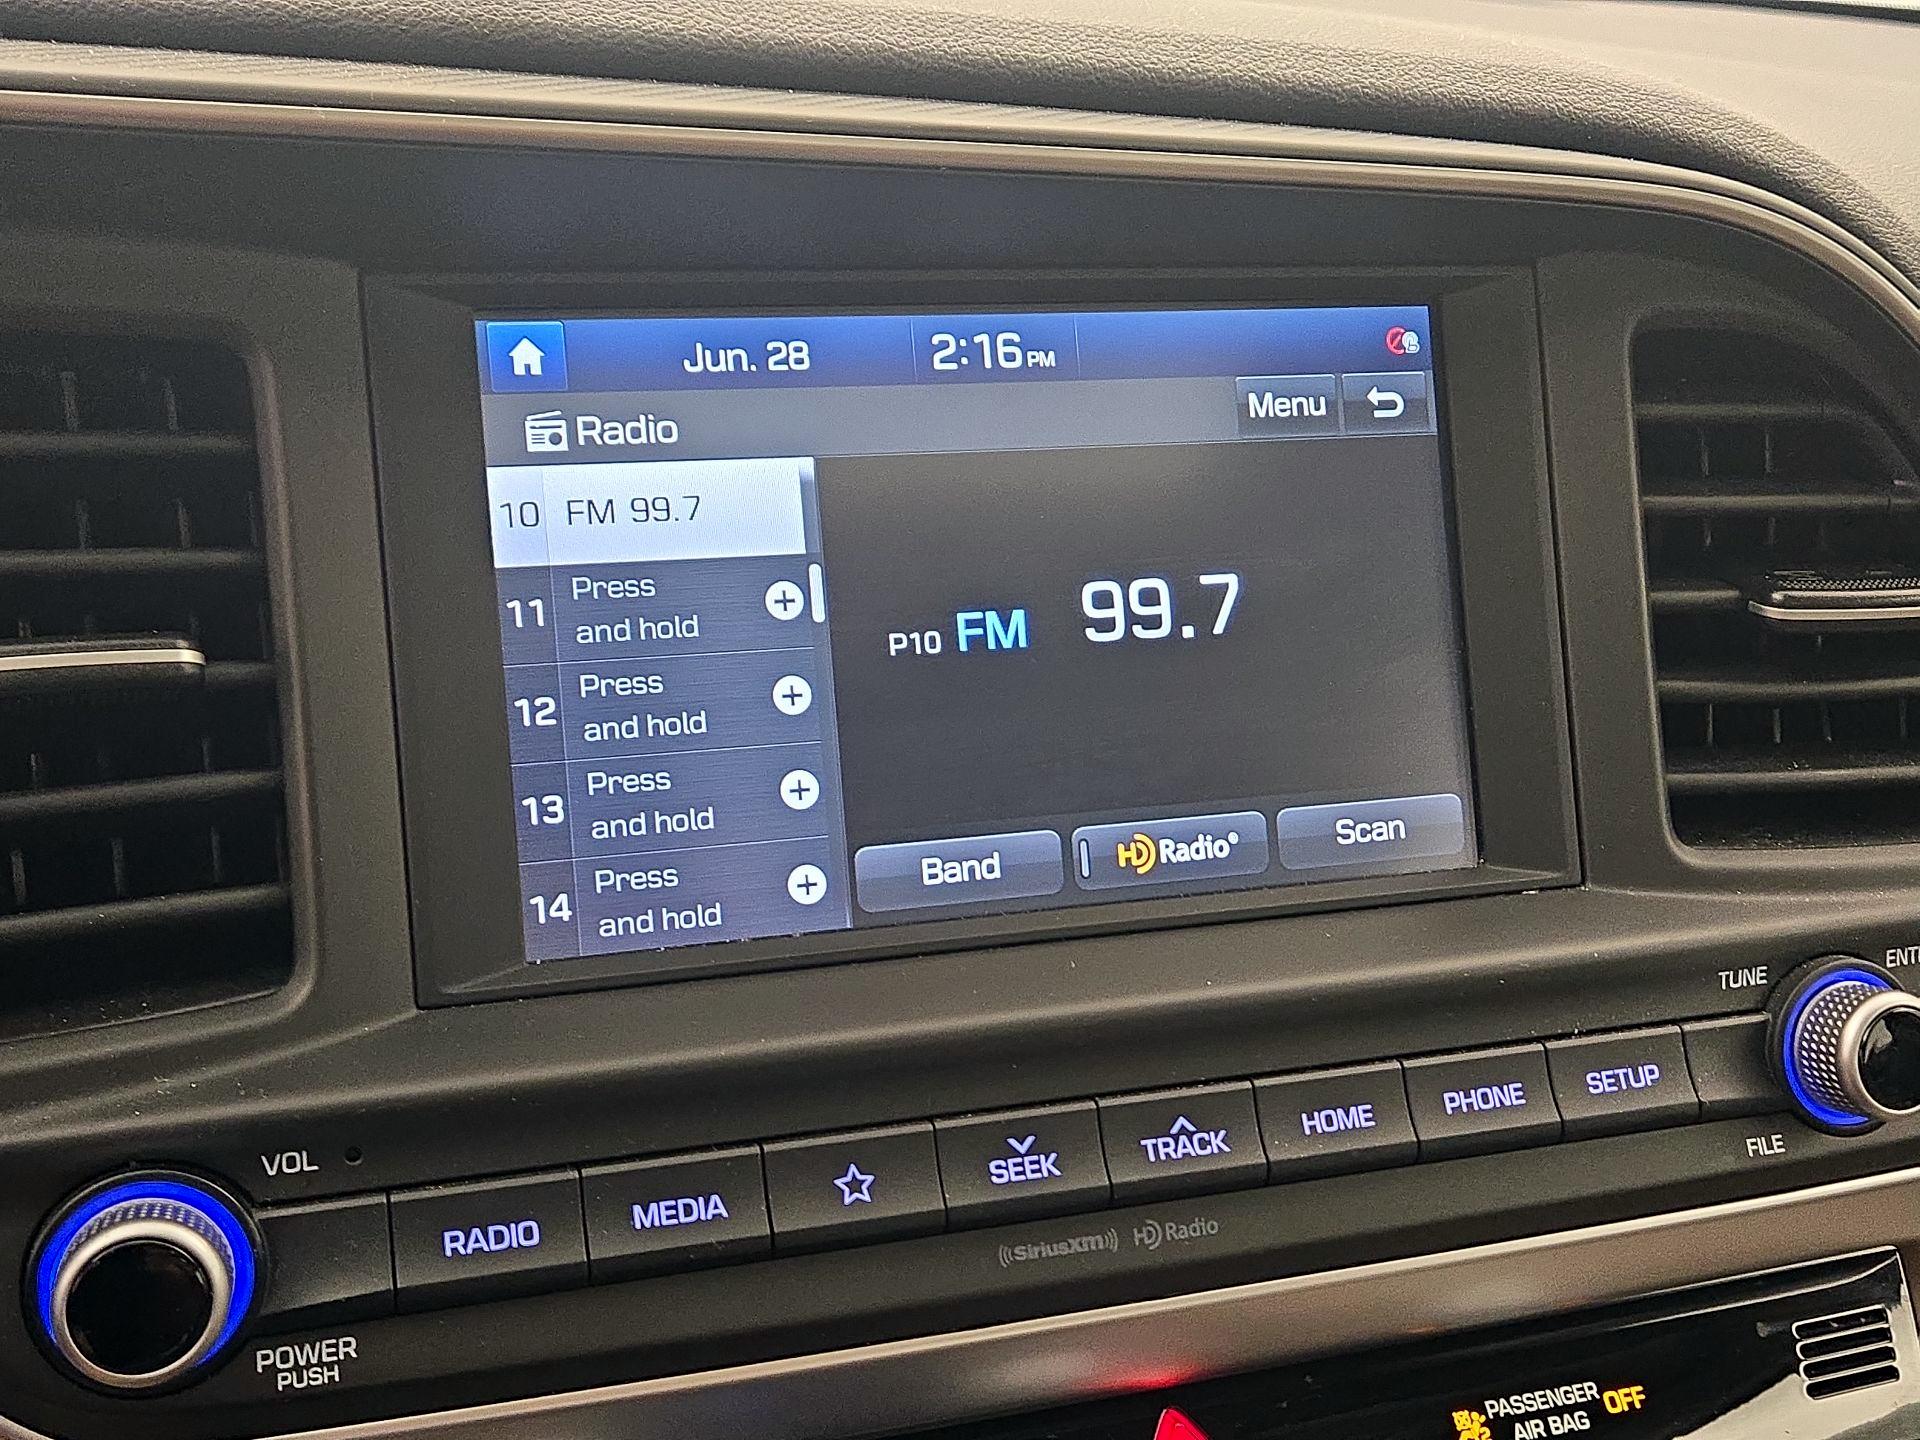 Jun. 28 2:16 PM
Radio Menu
10 FM 99.7
11 Press
and hold
12 Press
and hold
13 Press
and hold
14 Press
and hold
P10 FM 99.7
Band HD Radio® Scan
TUNE
FILE
VOL
POWER
PUSH
RADIO MEDIA SEEK TRACK HOME PHONE SETUP
SiriusXM HD Radio
PASSENGER
AIR BAG OFF